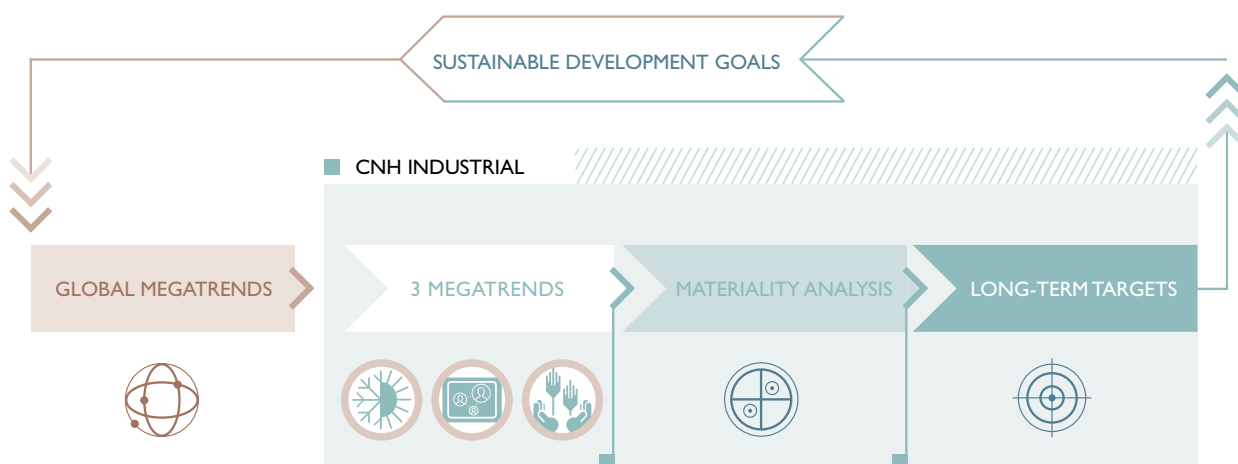 SUSTAINABLE DEVELOPMENT GOALS
CNH INDUSTRIAL
GLOBAL MEGATRENDS
3 MEGATRENDS
MATERIALITY ANALYSIS
LONG-TERM TARGETS